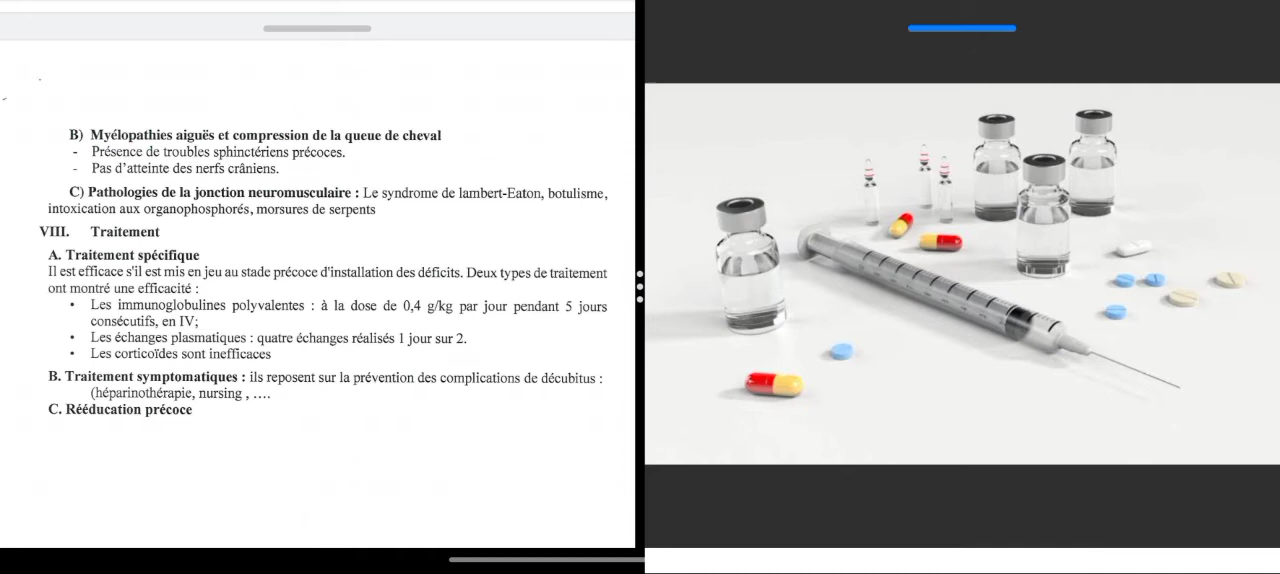 B) Myélopathies aiguës et compression de la queue de cheval
- Présence de troubles sphinctériens précoces.
- Pas d'atteinte des nerfs crâniens.
C) Pathologies de la jonction neuromusculaire : Le syndrome de lambert-Eaton, botulisme,
intoxication aux organophosphorés, morsures de serpents
VIII. Traitement
A. Traitement spécifique
Il est efficace s'il est mis en jeu au stade précoce d'installation des déficits. Deux types de traitement
ont montré une efficacité :
• Les immunoglobulines polyvalentes : à la dose de 0,4 g/kg par jour pendant 5 jours
consécutifs, en IV;
• Les échanges plasmatiques : quatre échanges réalisés 1 jour sur 2.
• Les corticoïdes sont inefficaces
B. Traitement symptomatiques : ils reposent sur la prévention des complications de décubitus :
(héparinothérapie, nursing , ….
C. Rééducation précoce